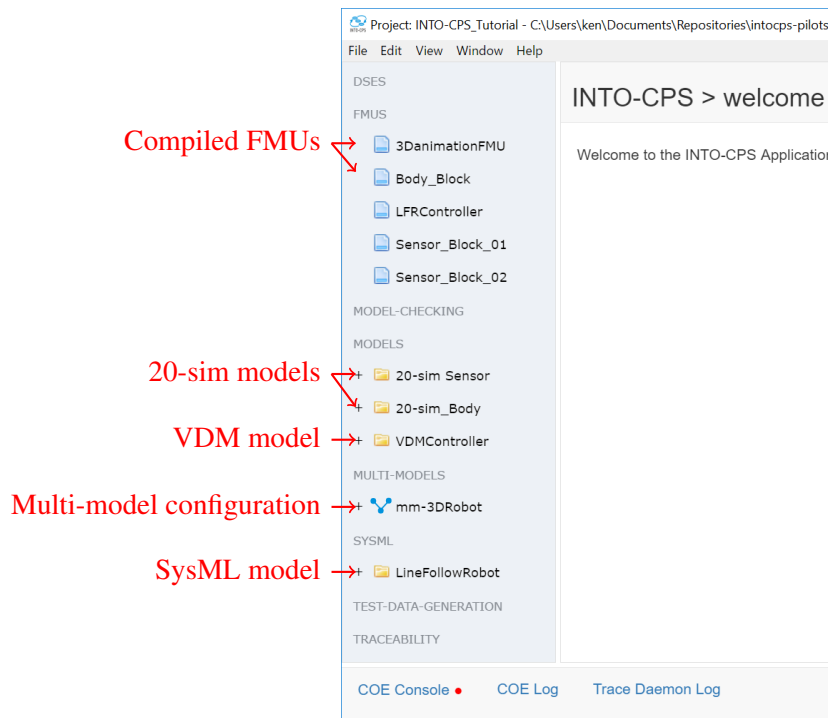 Project: INTO-CPS_Tutorial - C:\Users\ken\Documents\Repositories\intocps-pilots
File Edit View Window Help
DSES
INTO-CPS > welcome
FMUS
Compiled FMUs
3DanimationFMU
Welcome to the INTO-CPS Application
Body_Block
LFRController
Sensor_Block_01
Sensor_Block_02
MODEL-CHECKING
MODELS
20-sim models
+ 20-sim Sensor
+ 20-sim_Body
VDM model
+ VDMController
MULTI-MODELS
Multi-model configuration
+ mm-3DRobot
SYSML
SysML model
+ LineFollowRobot
TEST-DATA-GENERATION
TRACEABILITY
COE Console COE Log Trace Daemon Log